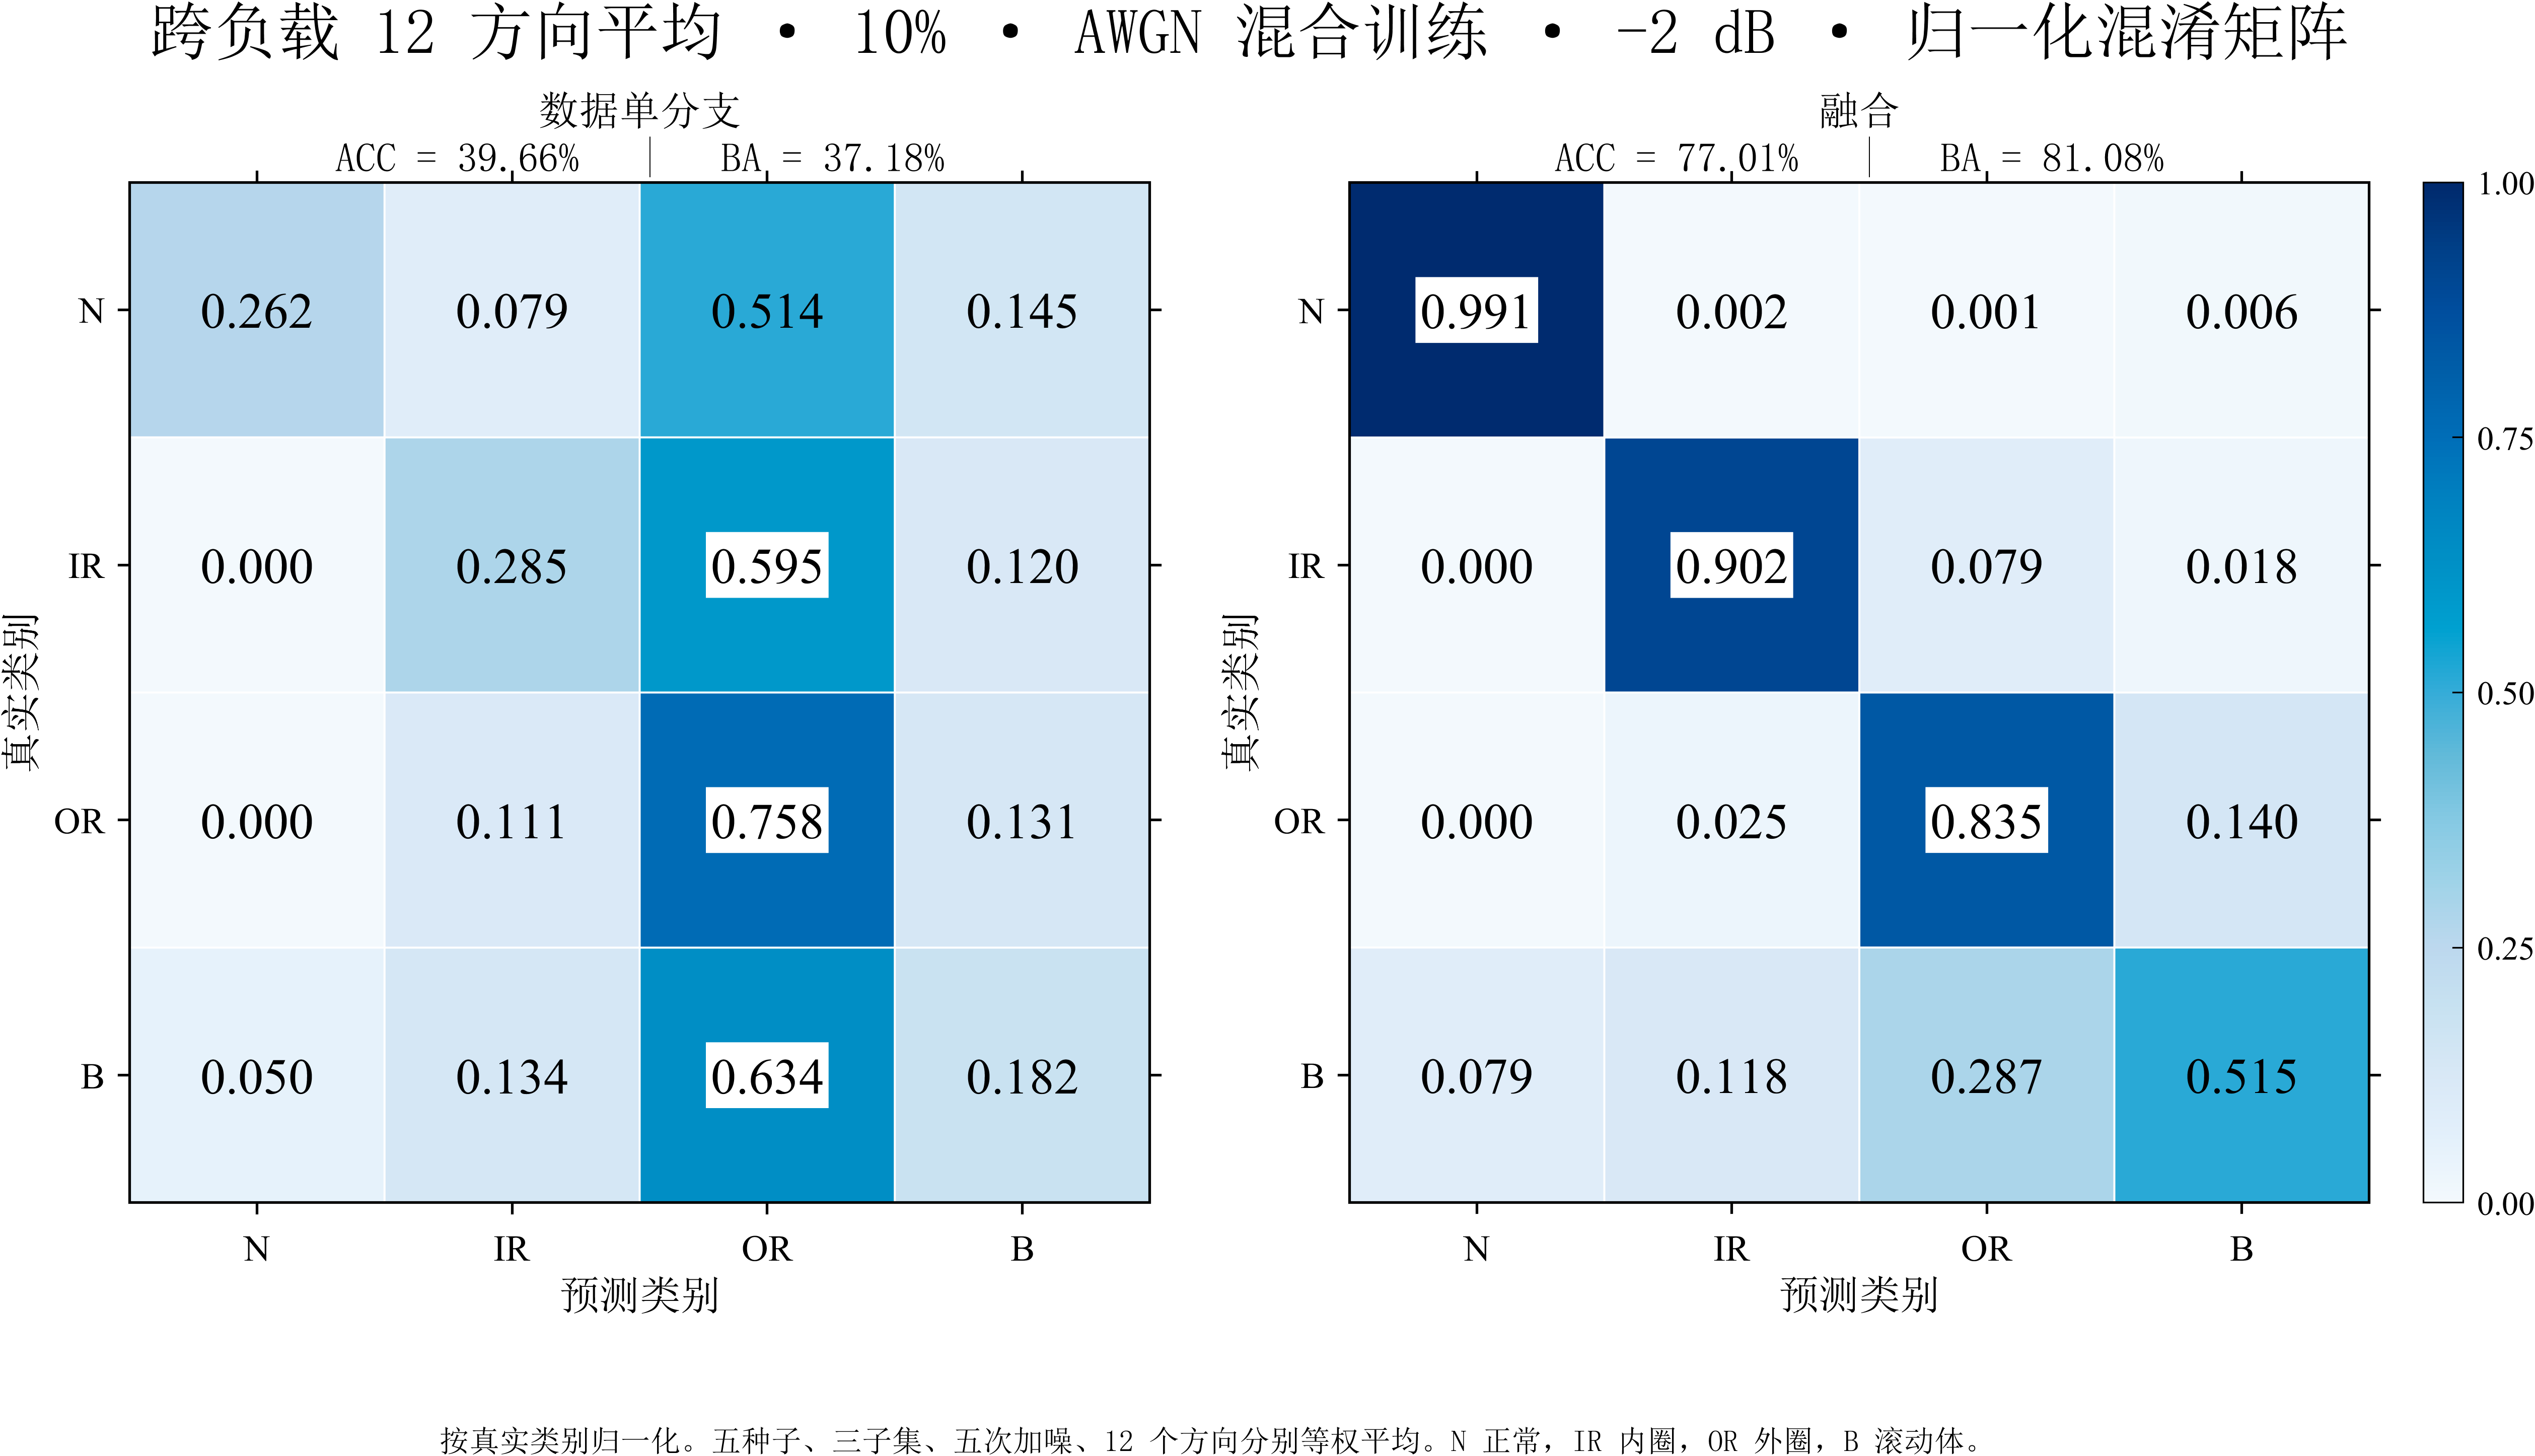 跨负载 12 方向平均 • 10% • AWGN 混合训练 • -2 dB • 归一化混淆矩阵
数据单分支
ACC = 39.66% | BA = 37.18%
真实类别
N 0.262 0.079 0.514 0.145
IR 0.000 0.285 0.595 0.120
OR 0.000 0.111 0.758 0.131
B 0.050 0.134 0.634 0.182
N IR OR B
预测类别
融合
ACC = 77.01% | BA = 81.08%
真实类别
N 0.991 0.002 0.001 0.006
IR 0.000 0.902 0.079 0.018
OR 0.000 0.025 0.835 0.140
B 0.079 0.118 0.287 0.515
N IR OR B
预测类别
1.00
0.75
0.50
0.25
0.00
按真实类别归一化。五种子、三子集、五次加噪、12 个方向分别等权平均。N 正常，IR 内圈，OR 外圈，B 滚动体。